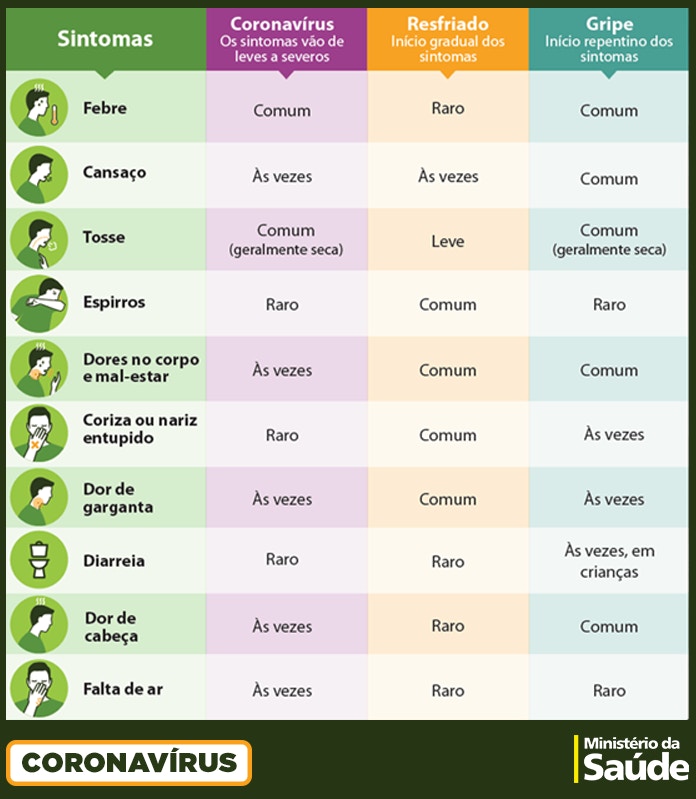 Sintomas
Coronavírus
Os sintomas vão de
leves a severos
Resfriado
Início gradual dos
sintomas
Gripe
Início repentino dos
sintomas
Febre
Comum
Raro
Comum
Cansaço
Às vezes
Às vezes
Comum
Tosse
Comum
(geralmente seca)
Leve
Comum
(geralmente seca)
Espirros
Raro
Comum
Raro
Dores no corpo
e mal-estar
Às vezes
Comum
Comum
Coriza ou nariz
entupido
Raro
Comum
Às vezes
Dor de
garganta
Às vezes
Comum
Às vezes
Diarreia
Raro
Raro
Às vezes, em
crianças
Dor de
cabeça
Às vezes
Raro
Comum
Falta de ar
Às vezes
Raro
Raro
CORONAVÍRUS
Ministério da
Saúde